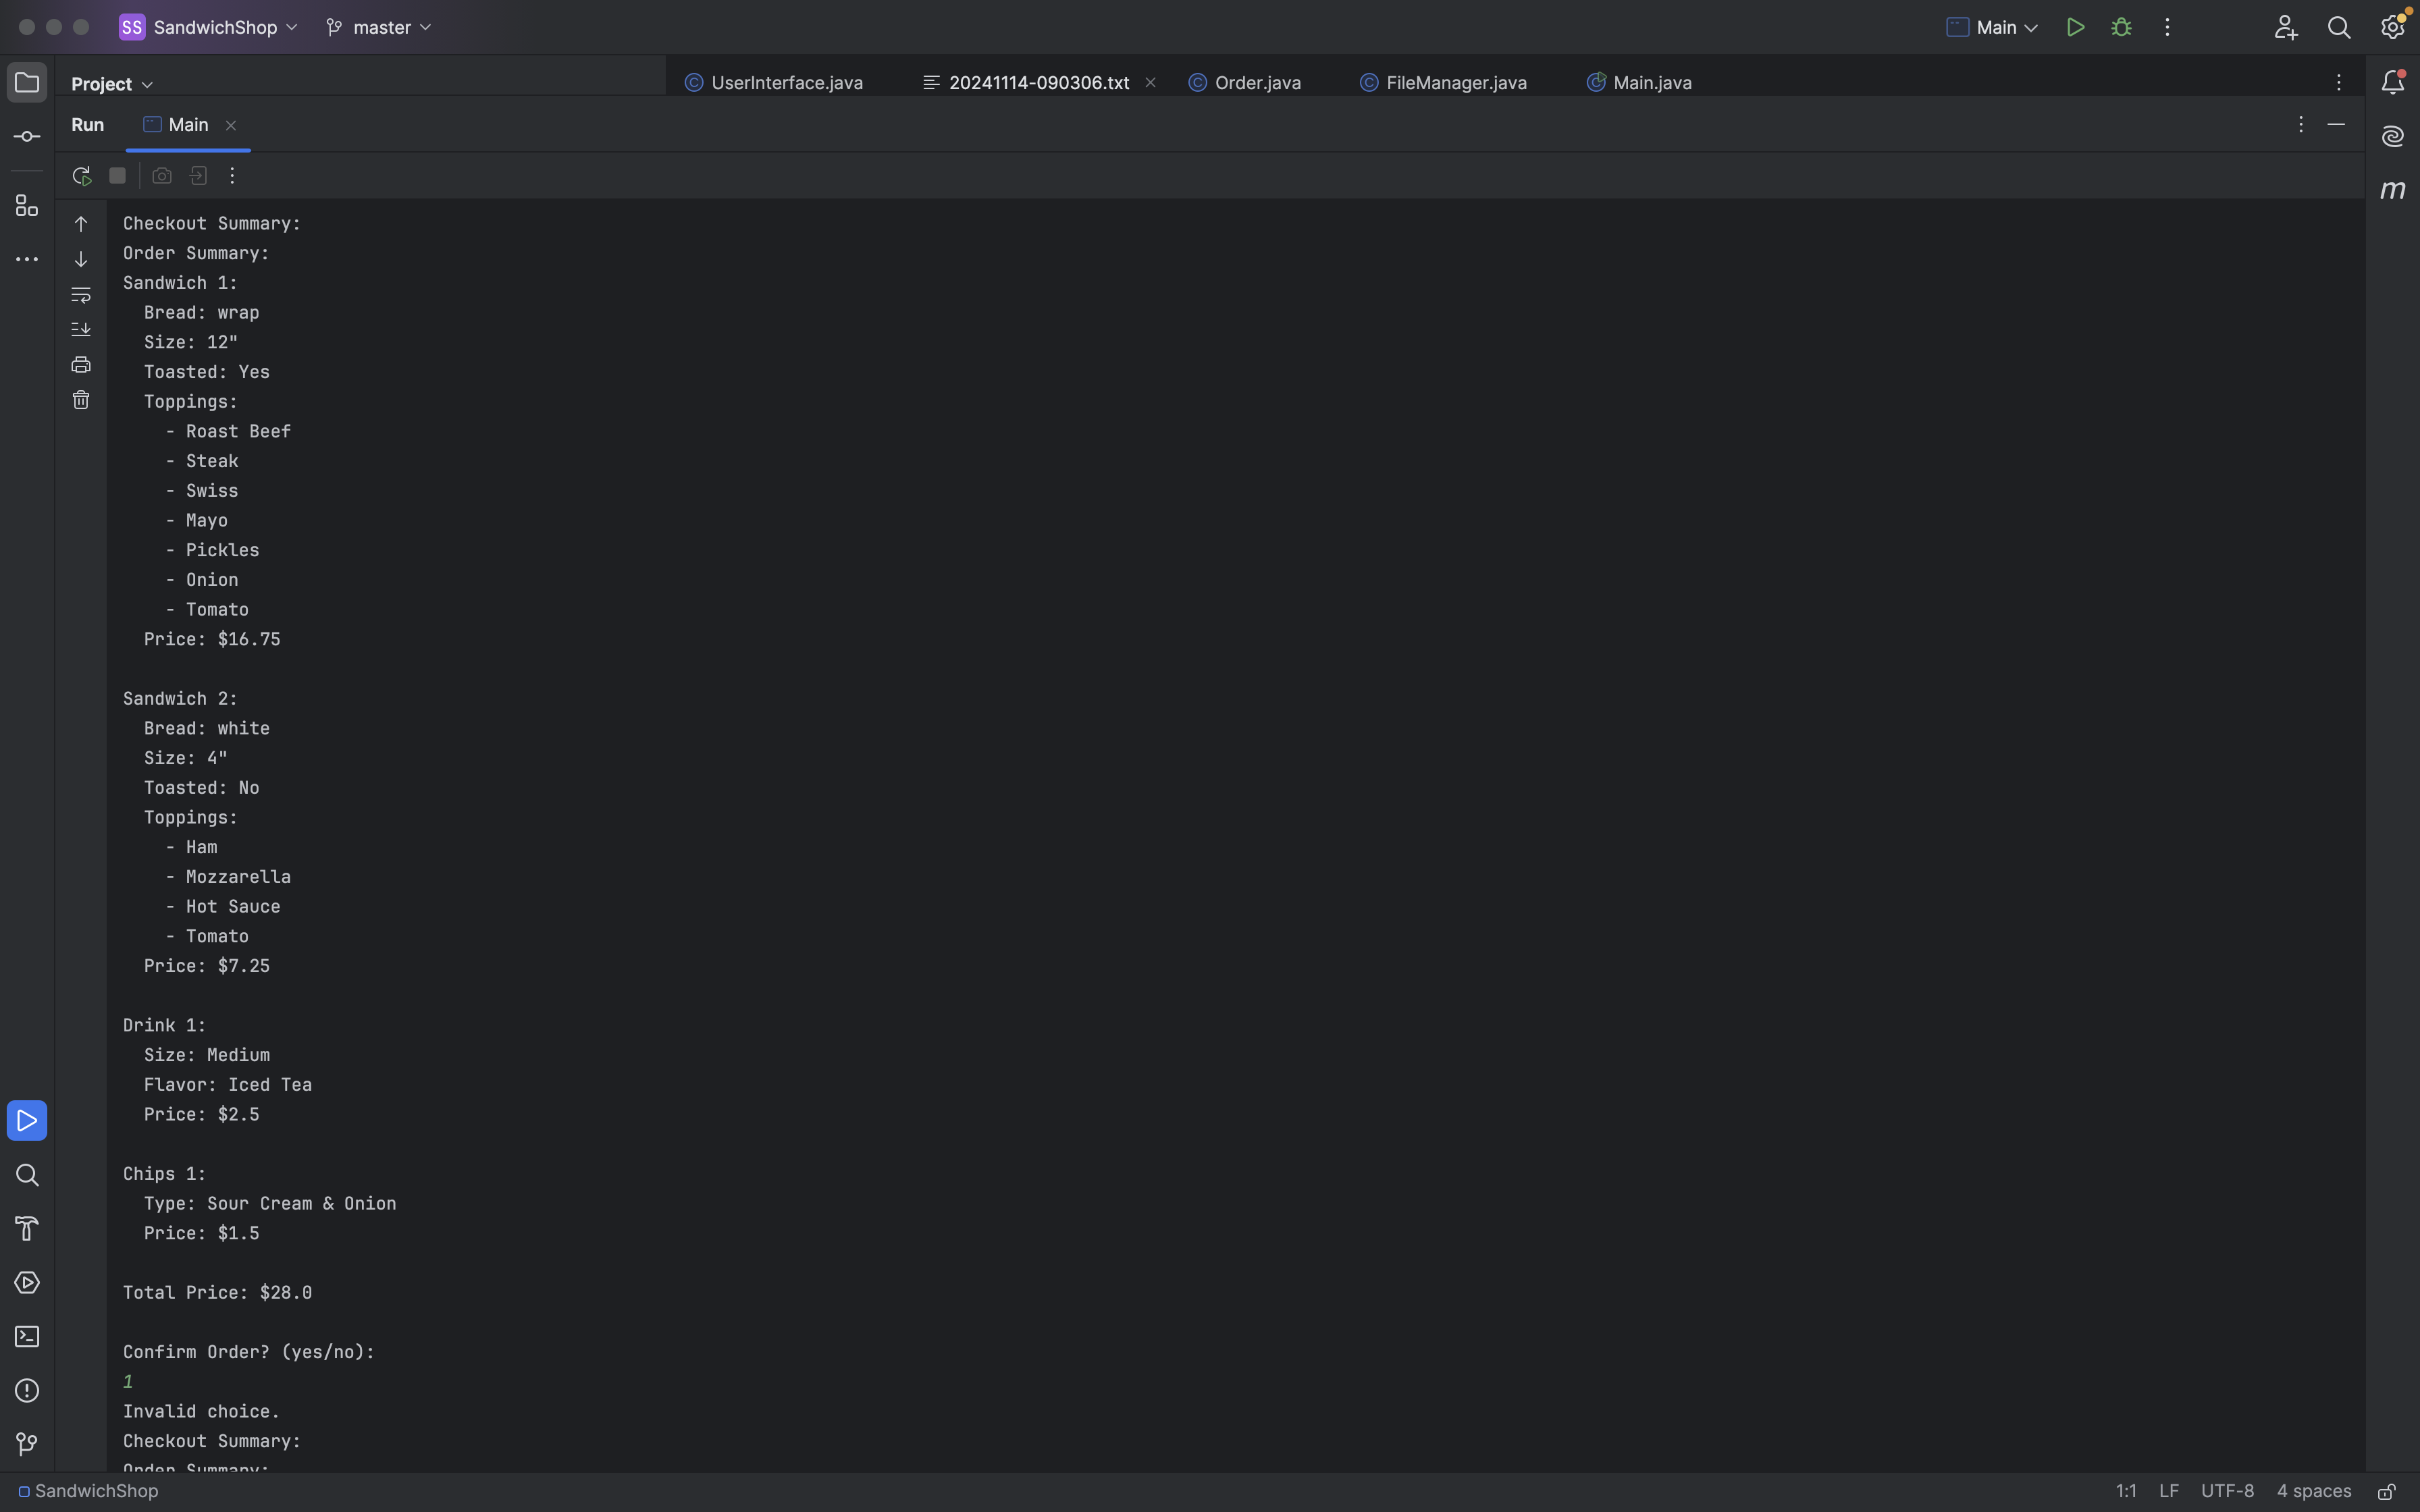 SS SandwichShop master Main
Project UserInterface.java 20241114-090306.txt Order.java FileManager.java Main.java
Run Main
Checkout Summary:
Order Summary:
Sandwich 1:
Bread: wrap
Size: 12"
Toasted: Yes
Toppings:
- Roast Beef
- Steak
- Swiss
- Mayo
- Pickles
- Onion
- Tomato
Price: $16.75
Sandwich 2:
Bread: white
Size: 4"
Toasted: No
Toppings:
- Ham
- Mozzarella
- Hot Sauce
- Tomato
Price: $7.25
Drink 1:
Size: Medium
Flavor: Iced Tea
Price: $2.5
Chips 1:
Type: Sour Cream & Onion
Price: $1.5
Total Price: $28.0
Confirm Order? (yes/no):
1
Invalid choice.
Checkout Summary:
Order Summary:
SandwichShop 1:1 LF UTF-8 4 spaces